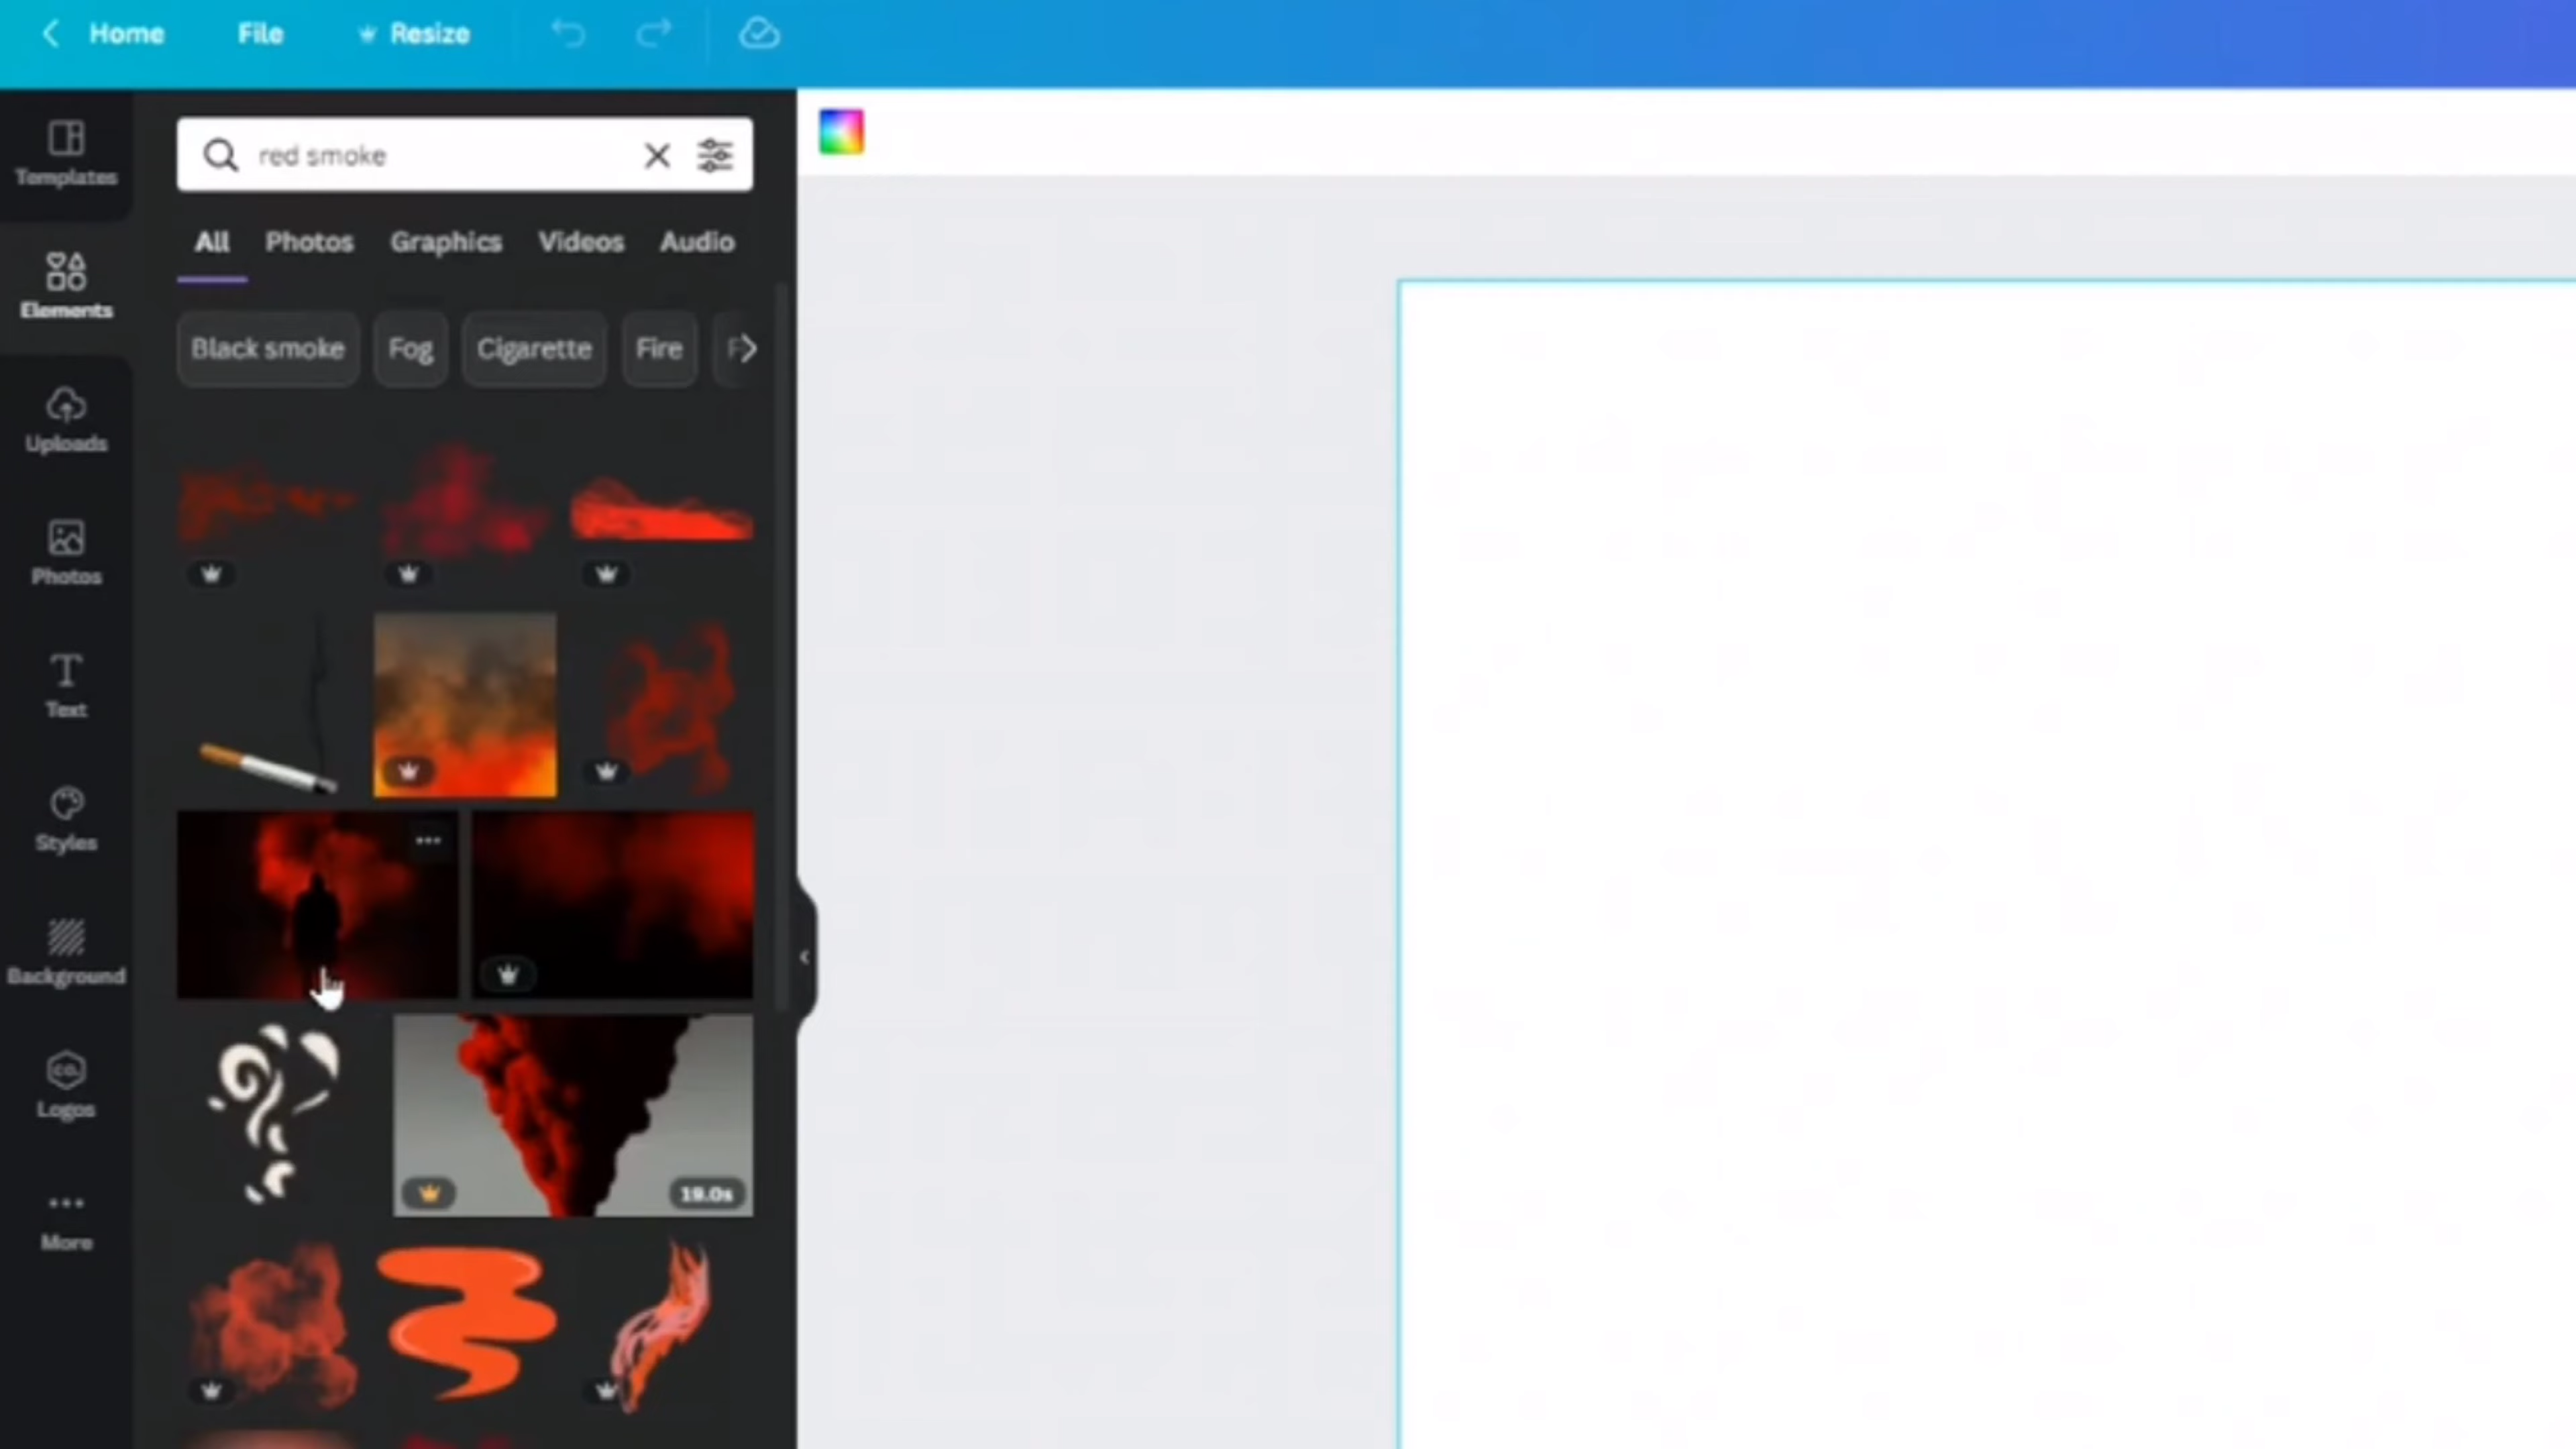 Home File Resize
Templates
Elements
Uploads
Photos
Text
Styles
Background
CO.
Logos
More
red smoke
All Photos Graphics Videos Audio
Black smoke Fog Cigarette Fire F
19.0s